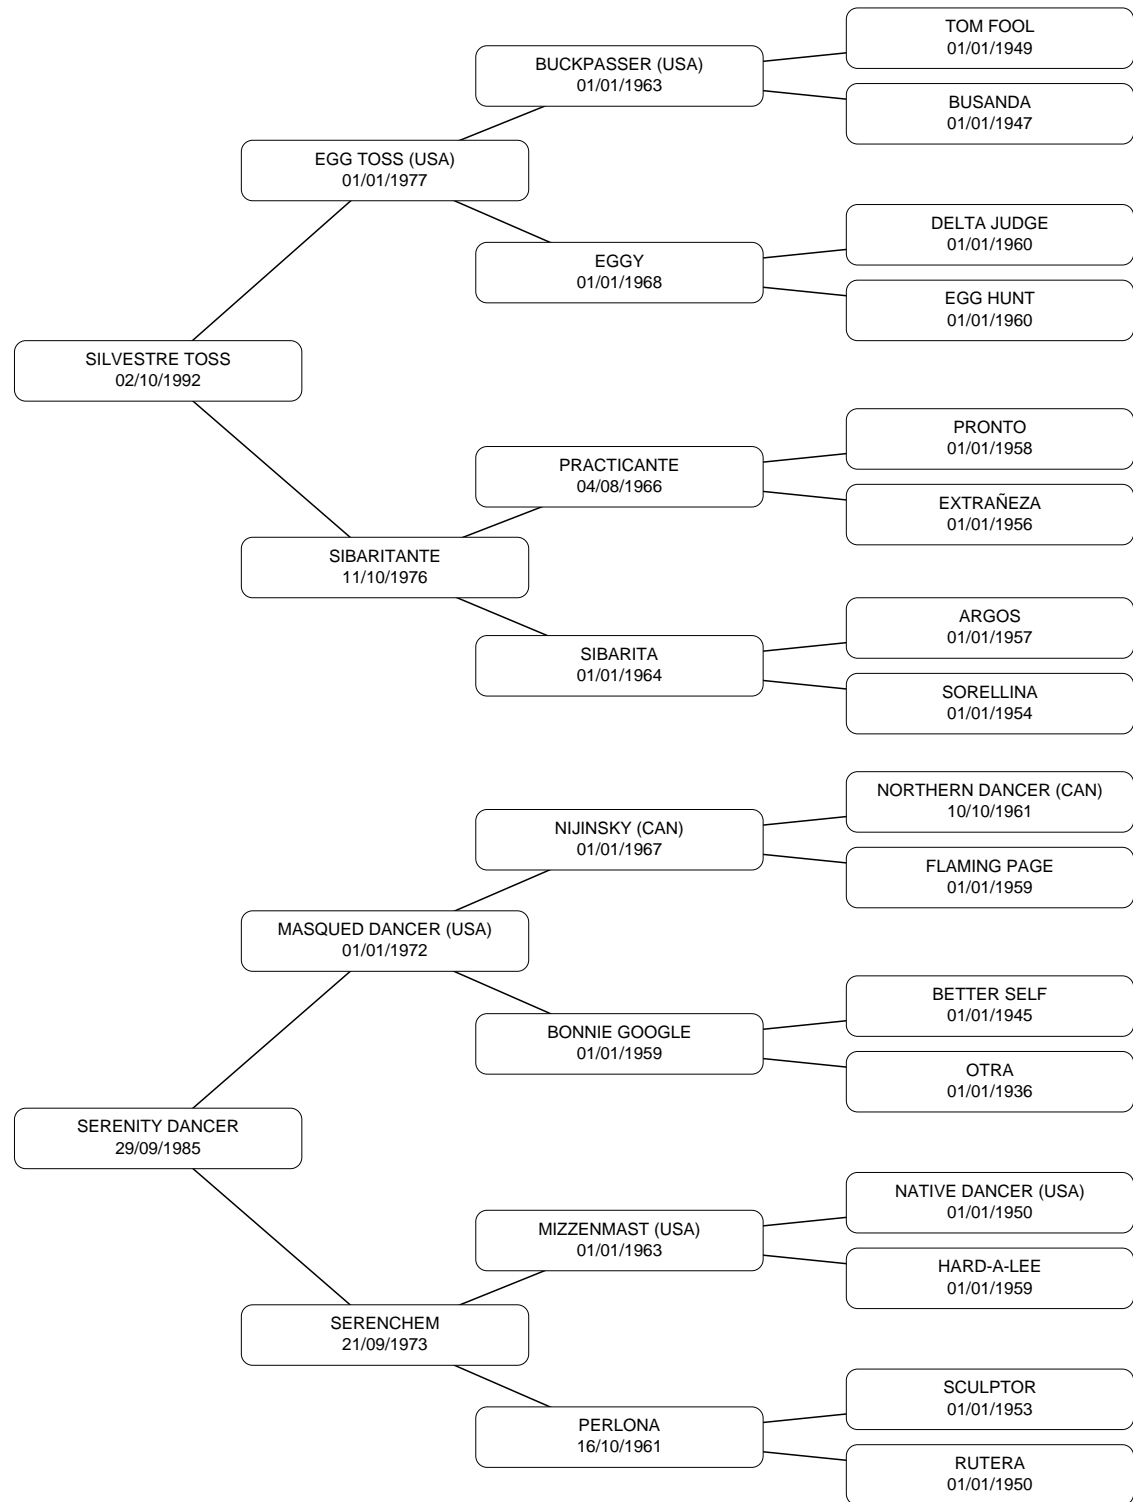 TOM FOOL
01/01/1949
BUCKPASSER (USA)
01/01/1963
BUSANDA
01/01/1947
EGG TOSS (USA)
01/01/1977
DELTA JUDGE
01/01/1960
EGGY
01/01/1968
EGG HUNT
01/01/1960
SILVESTRE TOSS
02/10/1992
PRONTO
01/01/1958
PRACTICANTE
04/08/1966
EXTRAÑEZA
01/01/1956
SIBARITANTE
11/10/1976
ARGOS
01/01/1957
SIBARITA
01/01/1964
SORELLINA
01/01/1954
NORTHERN DANCER (CAN)
10/10/1961
NIJINSKY (CAN)
01/01/1967
FLAMING PAGE
01/01/1959
MASQUED DANCER (USA)
01/01/1972
BETTER SELF
01/01/1945
BONNIE GOOGLE
01/01/1959
OTRA
01/01/1936
SERENITY DANCER
29/09/1985
NATIVE DANCER (USA)
01/01/1950
MIZZENMAST (USA)
01/01/1963
HARD-A-LEE
01/01/1959
SERENCHEM
21/09/1973
SCULPTOR
01/01/1953
PERLONA
16/10/1961
RUTERA
01/01/1950